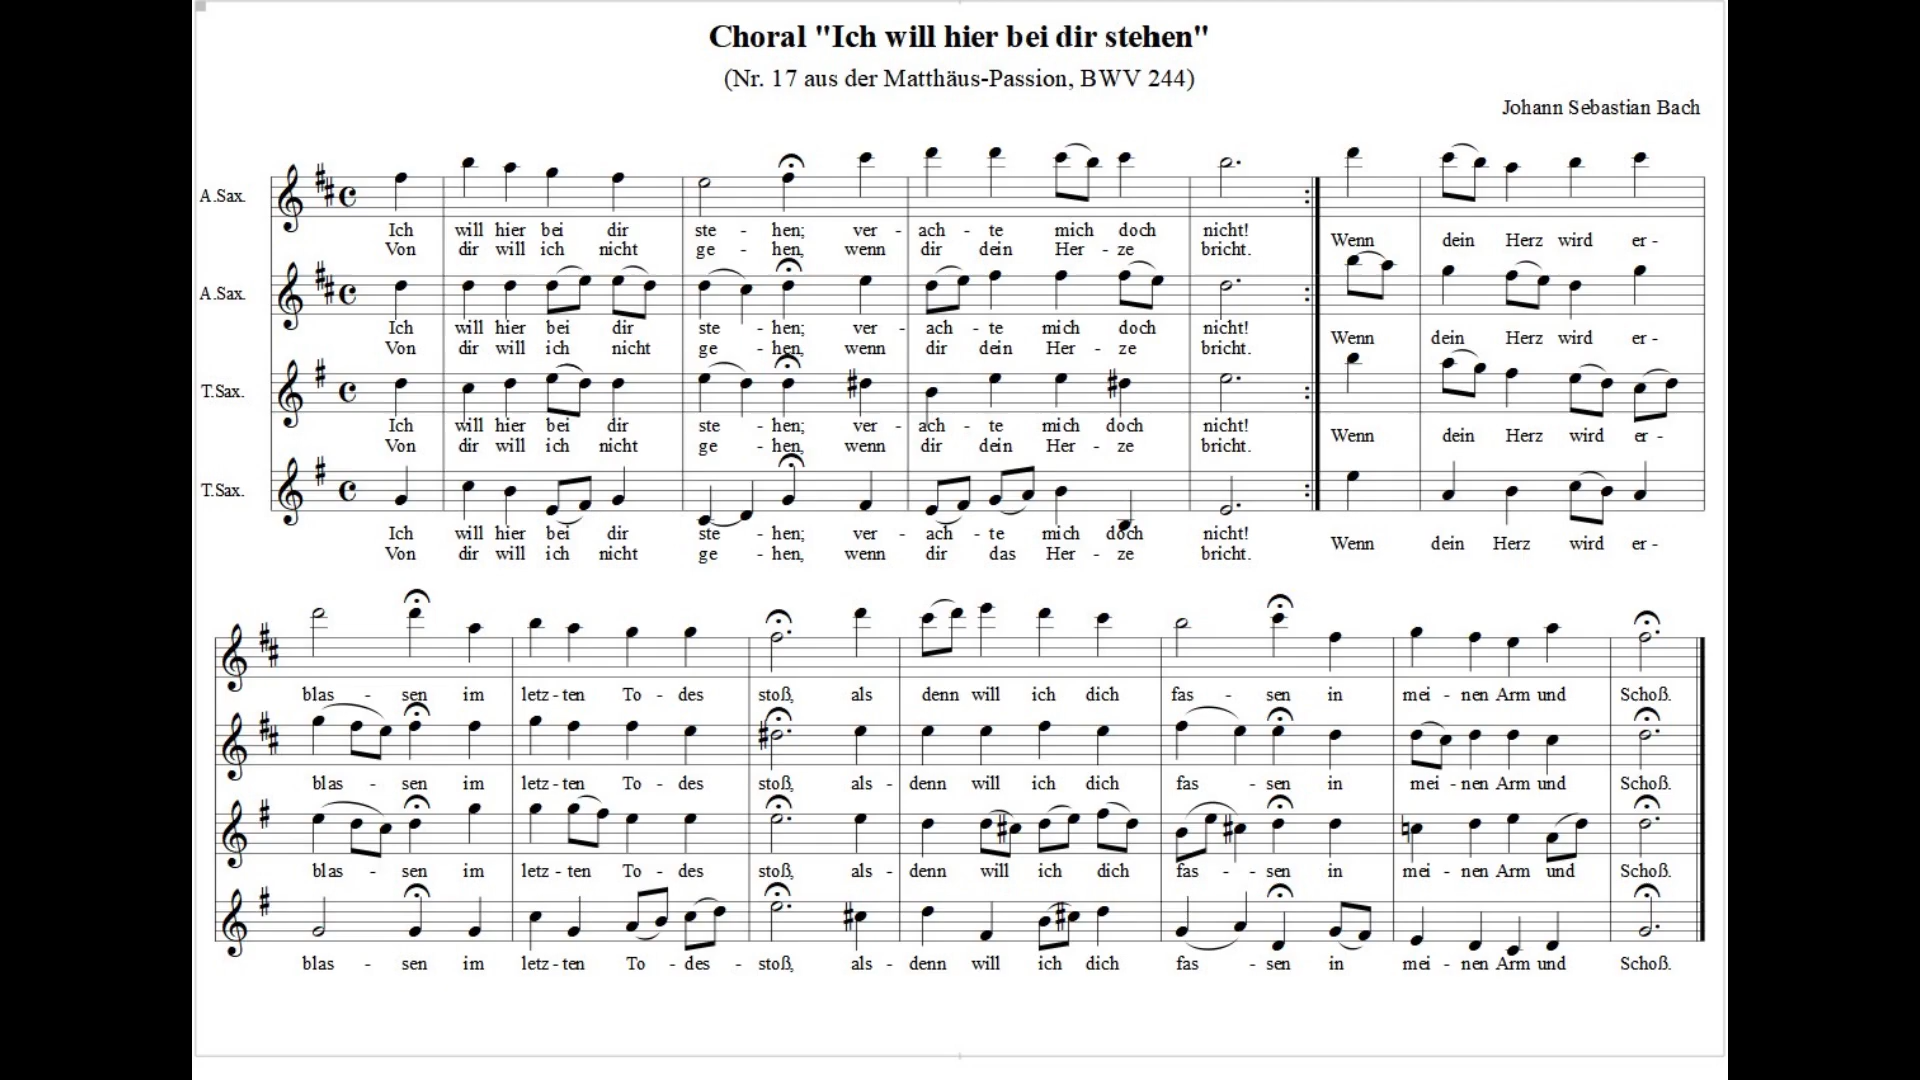 Choral "Ich will hier bei dir stehen"
(Nr. 17 aus der Matthäus-Passion, BWV 244)
Johann Sebastian Bach
A.Sax.
Ich will hier bei dir ste - hen; ver - ach - te mich doch nicht! Wenn dein Herz wird er -
Von dir will ich nicht ge - hen, wenn dir dein Her - ze bricht.
A.Sax.
Ich will hier bei dir ste - hen; ver - ach - te mich doch nicht! Wenn dein Herz wird er -
Von dir will ich nicht ge - hen, wenn dir dein Her - ze bricht.
T.Sax.
Ich will hier bei dir ste - hen; ver - ach - te mich doch nicht! Wenn dein Herz wird er -
Von dir will ich nicht ge - hen, wenn dir dein Her - ze bricht.
T.Sax.
Ich will hier bei dir ste - hen; ver - ach - te mich doch nicht! Wenn dein Herz wird er -
Von dir will ich nicht ge - hen, wenn dir das Her - ze bricht.
blas - sen im letz - ten To - des stoß, als denn will ich dich fas - sen in mei - nen Arm und Schoß.
blas - sen im letz - ten To - des stoß, als - denn will ich dich fas - sen in mei - nen Arm und Schoß.
blas - sen im letz - ten To - des stoß, als - denn will ich dich fas - - sen in mei - nen Arm und Schoß.
blas - sen im letz - ten To - des - stoß, als - denn will ich dich fas - sen in mei - nen Arm und Schoß.